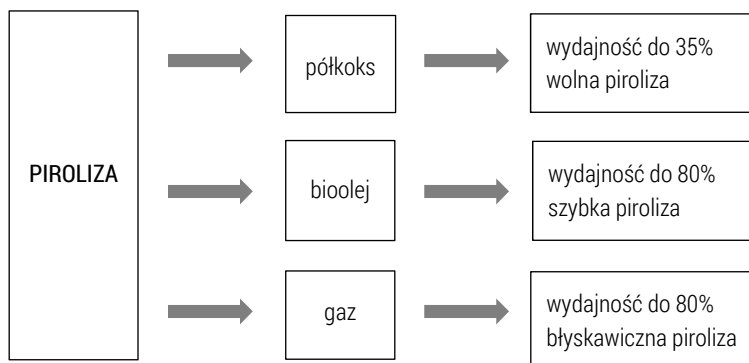 PIROLIZA
półkoks
wydajność do 35%
wolna piroliza
bioolej
wydajność do 80%
szybka piroliza
gaz
wydajność do 80%
błyskawiczna piroliza